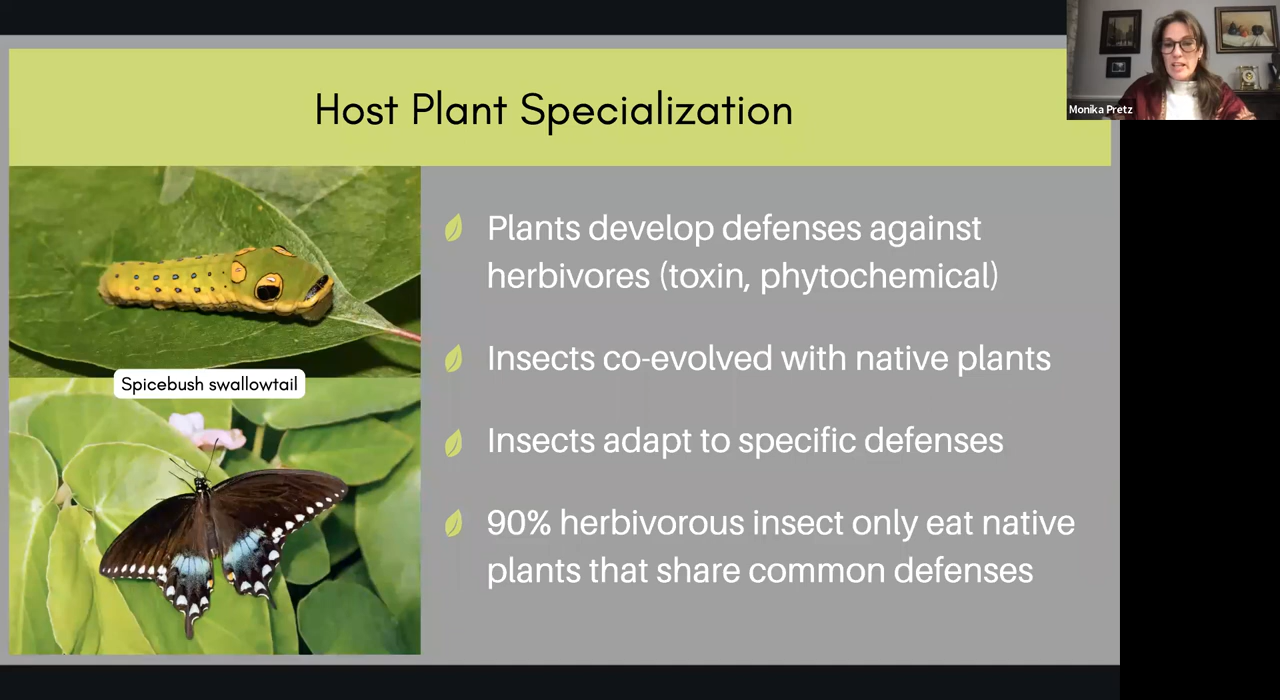 Host Plant Specialization
Monika Pretz
Plants develop defenses against
herbivores (toxin, phytochemical)
Insects co-evolved with native plants
Spicebush swallowtail
Insects adapt to specific defenses
90% herbivorous insect only eat native
plants that share common defenses